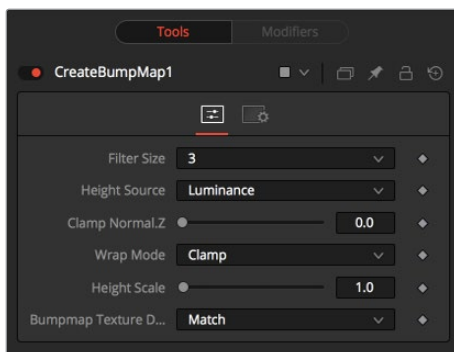 Tools Modifiers
CreateBumpMap1
Filter Size 3
Height Source Luminance
Clamp Normal.Z 0.0
Wrap Mode Clamp
Height Scale 1.0
Bumpmap Texture D... Match